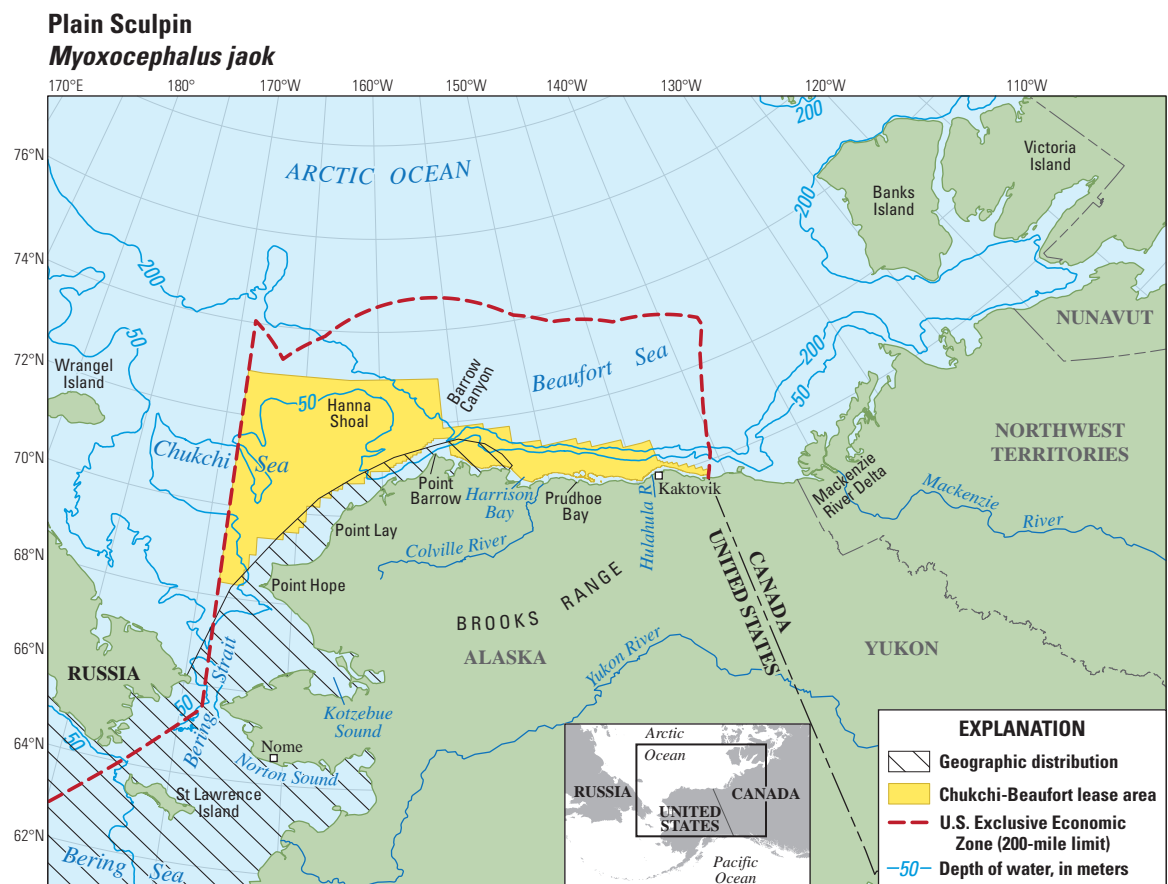 Plain Sculpin
Myoxocephalus jaok
170°E
180°
170°W
160°W
150°W
140°W
130°W
120°W
110°W
76°N
74°N
72°N
70°N
68°N
66°N
64°N
62°N
ARCTIC OCEAN
200
200
200
200
200
50
50
50
50
50
50
Victoria
Island
Banks
Island
NUNAVUT
Wrangel
Island
Beaufort Sea
Barrow
Canyon
Hanna
Shoal
Chukchi Sea
NORTHWEST
TERRITORIES
Point
Barrow
Harrison
Bay
Prudhoe
Bay
Kaktovik
Hulahula R
Mackenzie
River Delta
Mackenzie
River
Point Lay
Colville River
Point Hope
BROOKS RANGE
CANADA
UNITED STATES
ALASKA
YUKON
Yukon River
RUSSIA
Bering Strait
Kotzebue
Sound
Nome
Norton Sound
St Lawrence
Island
Bering Sea
Arctic
Ocean
RUSSIA
CANADA
UNITED
STATES
Pacific
Ocean
EXPLANATION
Geographic distribution
Chukchi-Beaufort lease area
U.S. Exclusive Economic
Zone (200-mile limit)
50
Depth of water, in meters